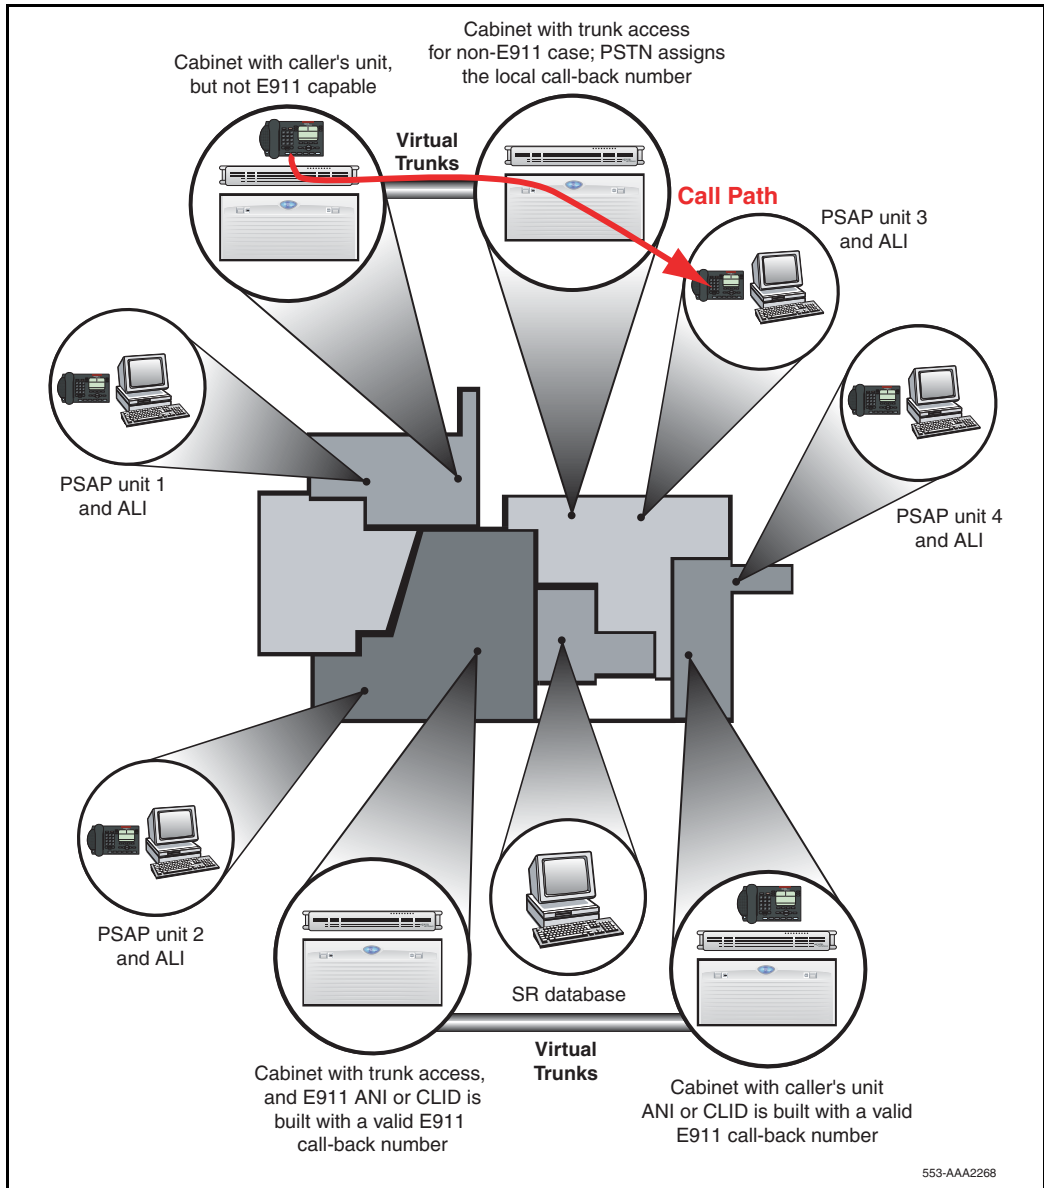 Cabinet with trunk access
for non-E911 case; PSTN assigns
the local call-back number
Cabinet with caller's unit,
but not E911 capable
Virtual
Trunks
Call Path
PSAP unit 3
and ALI
PSAP unit 1
and ALI
PSAP unit 4
and ALI
PSAP unit 2
and ALI
SR database
Virtual
Trunks
Cabinet with trunk access,
and E911 ANI or CLID is
built with a valid E911
call-back number
Cabinet with caller's unit
ANI or CLID is built with a valid
E911 call-back number
553-AAA2268